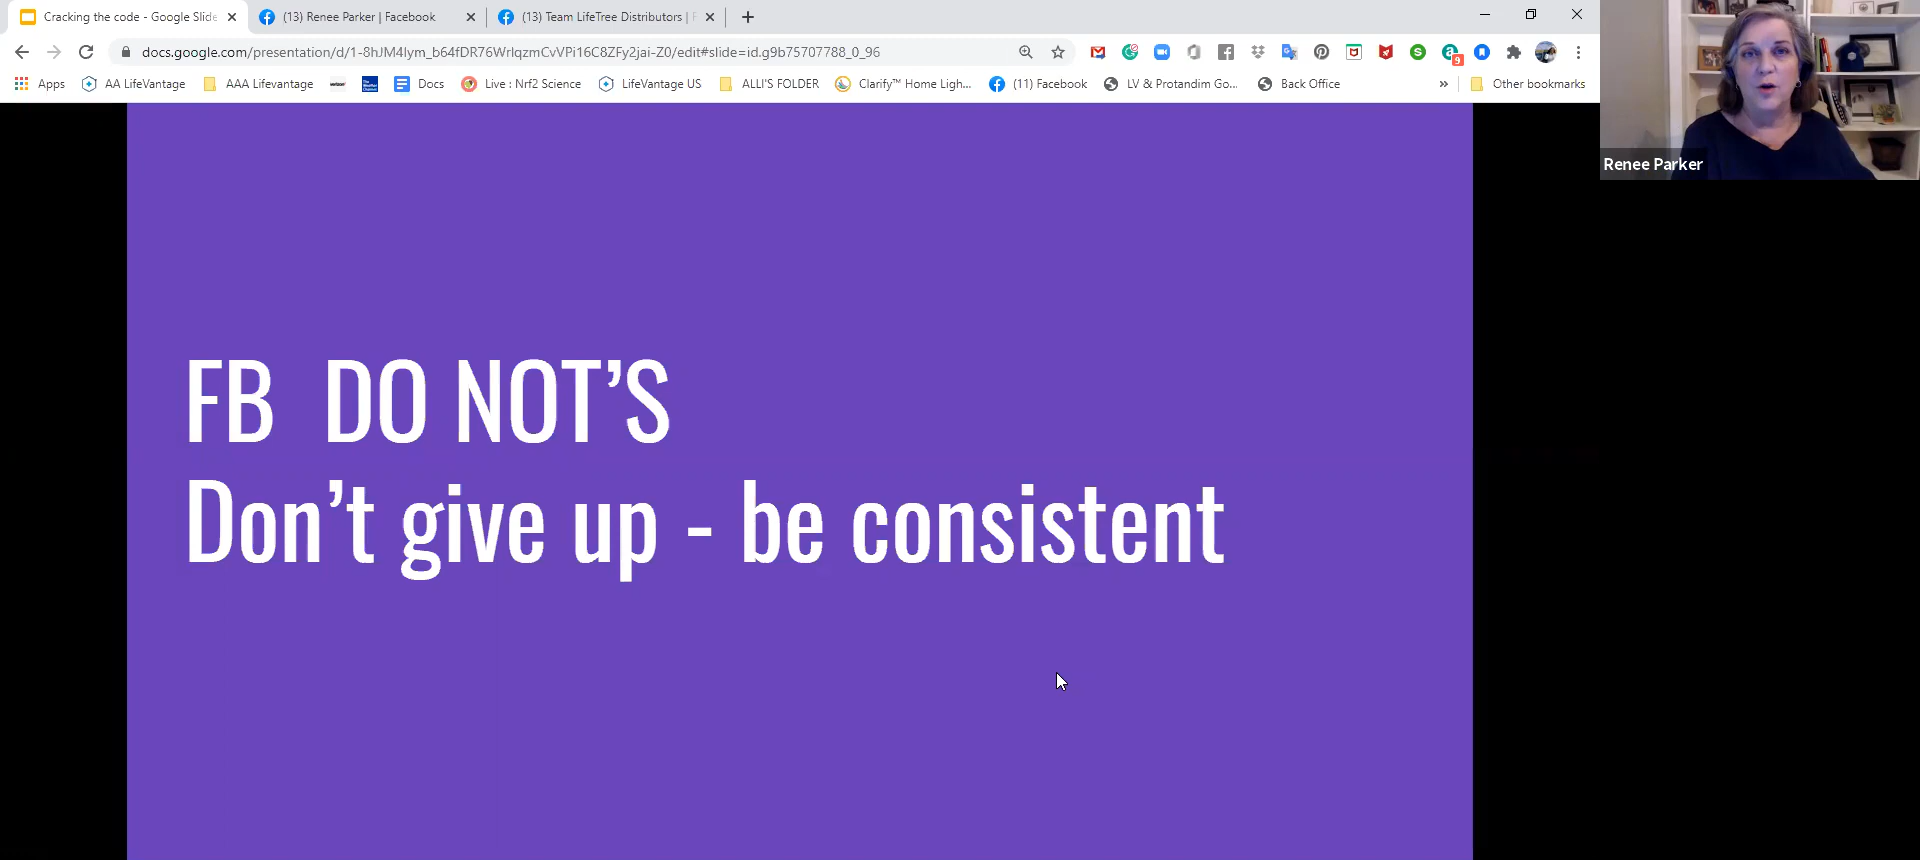 Cracking the code - Google Slide
(13) Renee Parker | Facebook
(13) Team LifeTree Distributors |
docs.google.com/presentation/d/1-8hJM4lym_b64fDR76WrlqzmCvVPi16C8ZFy2jai-Z0/edit#slide=id.g9b75707788_0_96
9
Apps
AA LifeVantage
AAA Lifevantage
Docs
Live : Nrf2 Science
LifeVantage US
ALLI'S FOLDER
Clarify™ Home Ligh...
(11) Facebook
LV & Protandim Go...
Back Office
Other bookmarks
Renee Parker
FB DO NOT’S
Don’t give up - be consistent